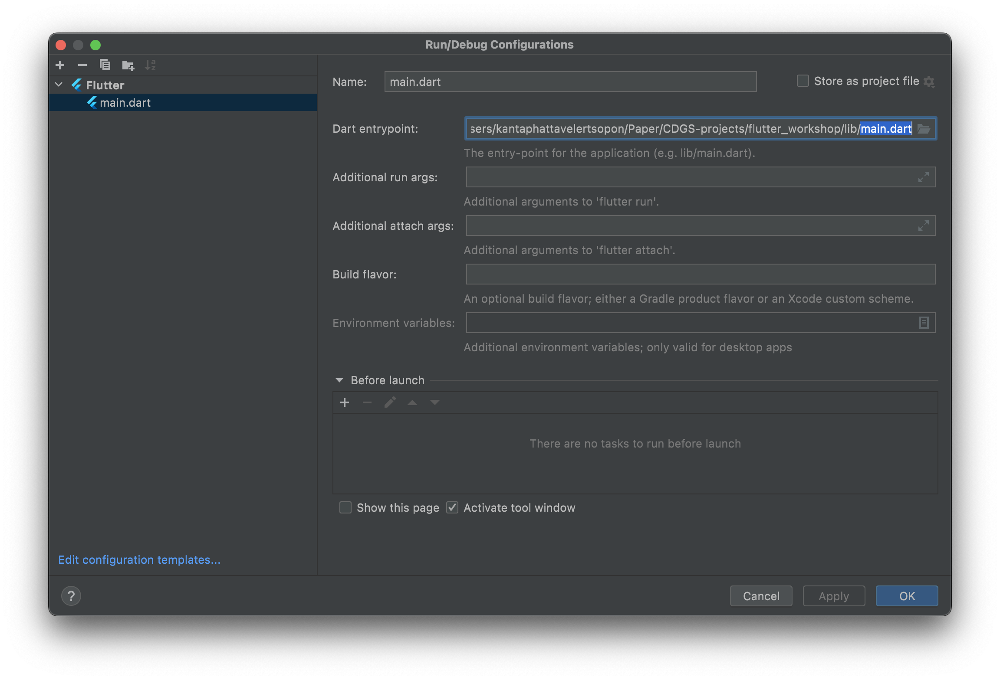 Run/Debug Configurations
Flutter
main.dart
Name: main.dart
Store as project file
Dart entrypoint: sers/kantaphattavelertsopon/Paper/CDGS-projects/flutter_workshop/lib/main.dart
The entry-point for the application (e.g. lib/main.dart).
Additional run args:
Additional arguments to 'flutter run'.
Additional attach args:
Additional arguments to 'flutter attach'.
Build flavor:
An optional build flavor; either a Gradle product flavor or an Xcode custom scheme.
Environment variables:
Additional environment variables; only valid for desktop apps
Before launch
There are no tasks to run before launch
Show this page
Activate tool window
Edit configuration templates...
?
Cancel
Apply
OK